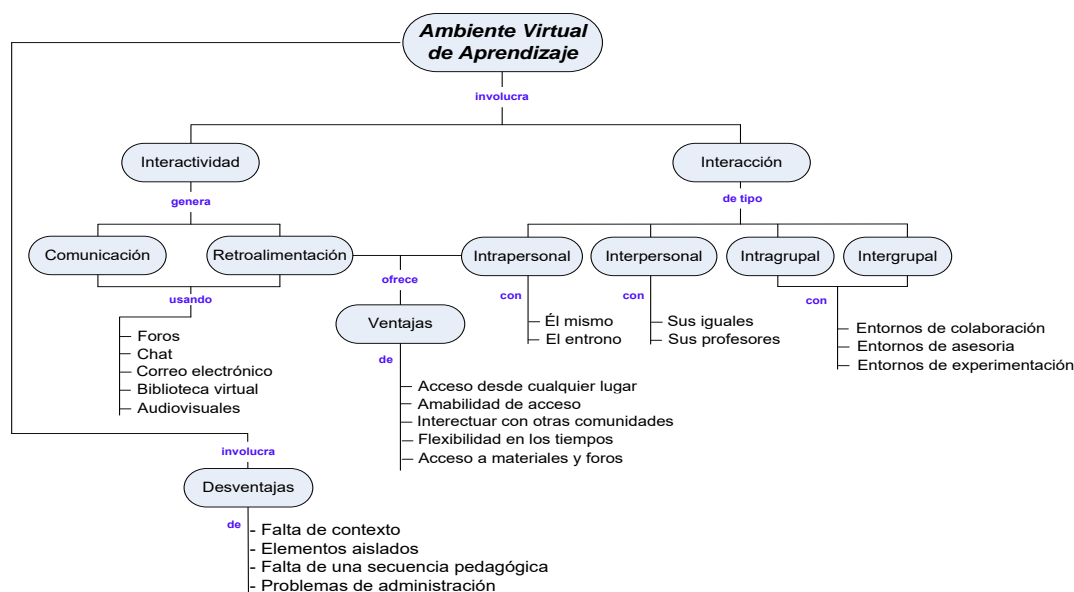 Ambiente Virtual
de Aprendizaje
involucra
Interactividad
Interacción
genera
de tipo
Comunicación
Retroalimentación
Intrapersonal
Interpersonal
Intragrupal
Intergrupal
ofrece
usando
con
con
con
Ventajas
Foros
Chat
Correo electrónico
Biblioteca virtual
Audiovisuales
Él mismo
El entrono
Sus iguales
Sus profesores
Entornos de colaboración
Entornos de asesoria
Entornos de experimentación
de
Acceso desde cualquier lugar
Amabilidad de acceso
Interectuar con otras comunidades
Flexibilidad en los tiempos
Acceso a materiales y foros
involucra
Desventajas
de
- Falta de contexto
- Elementos aislados
- Falta de una secuencia pedagógica
- Problemas de administración